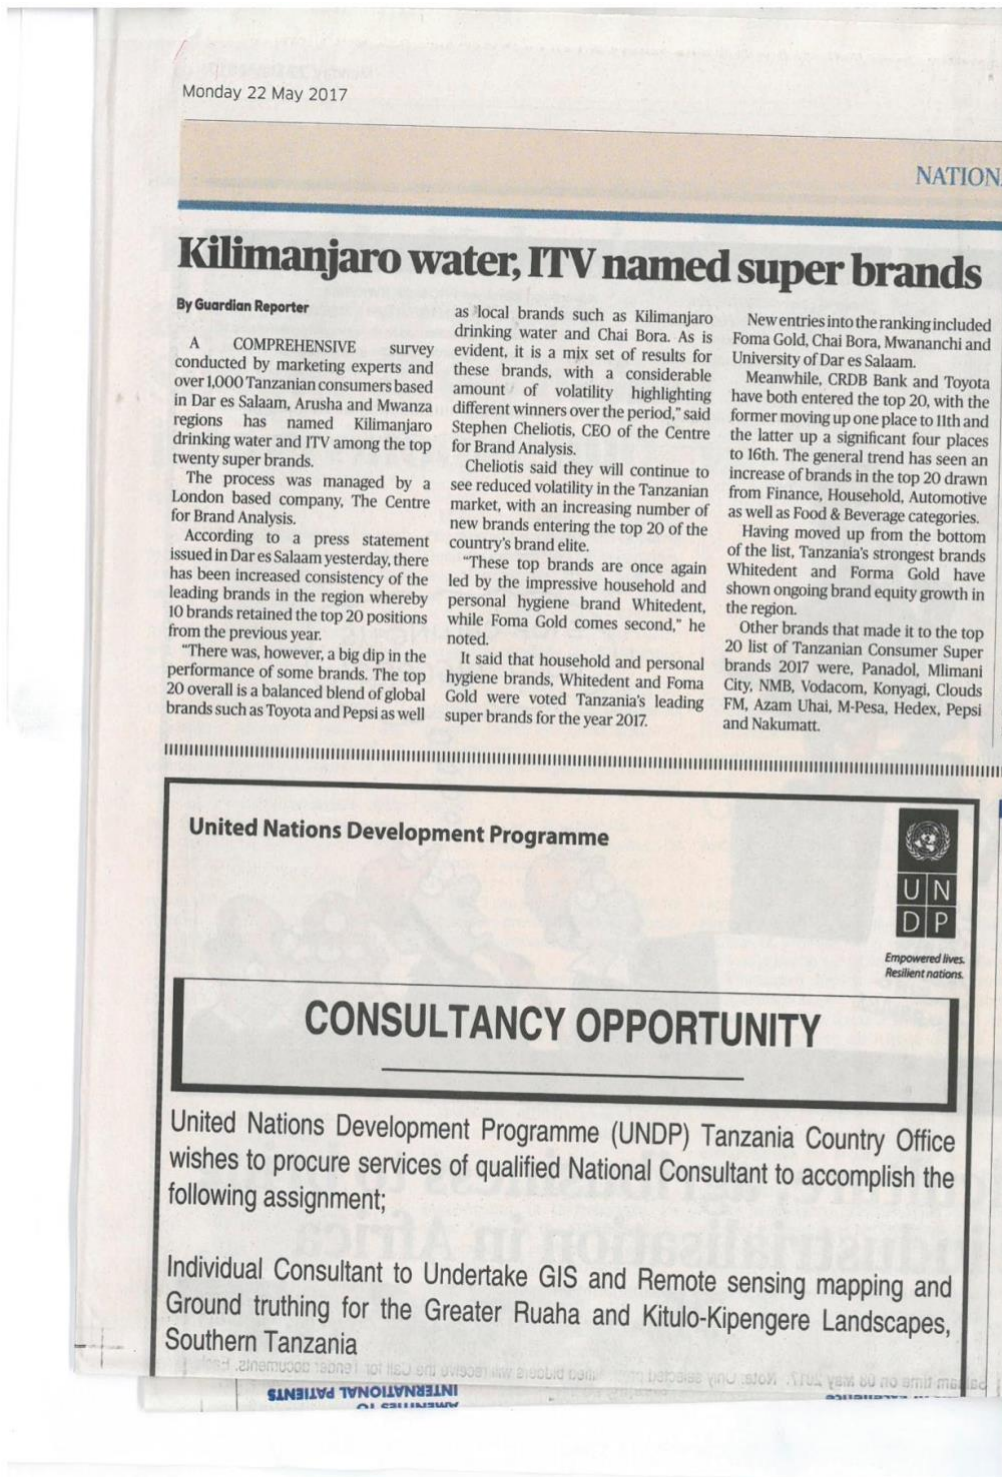 Monday 22 May 2017
NATION
Kilimanjaro water, ITV named super brands
By Guardian Reporter
A COMPREHENSIVE survey
conducted by marketing experts and
over 1,000 Tanzanian consumers based
in Dar es Salaam, Arusha and Mwanza
regions has named Kilimanjaro
drinking water and ITV among the top
twenty super brands.
The process was managed by a
London based company, The Centre
for Brand Analysis.
According to a press statement
issued in Dar es Salaam yesterday, there
has been increased consistency of the
leading brands in the region whereby
10 brands retained the top 20 positions
from the previous year.
"There was, however, a big dip in the
performance of some brands. The top
20 overall is a balanced blend of global
brands such as Toyota and Pepsi as well
as local brands such as Kilimanjaro
drinking water and Chai Bora. As is
evident, it is a mix set of results for
these brands, with a considerable
amount of volatility highlighting
different winners over the period," said
Stephen Cheliotis, CEO of the Centre
for Brand Analysis.
Cheliotis said they will continue to
see reduced volatility in the Tanzanian
market, with an increasing number of
new brands entering the top 20 of the
country's brand elite.
"These top brands are once again
led by the impressive household and
personal hygiene brand Whitedent,
while Foma Gold comes second," he
noted.
It said that household and personal
hygiene brands, Whitedent and Foma
Gold were voted Tanzania's leading
super brands for the year 2017.
New entries into the ranking included
Foma Gold, Chai Bora, Mwananchi and
University of Dar es Salaam.
Meanwhile, CRDB Bank and Toyota
have both entered the top 20, with the
former moving up one place to 11th and
the latter up a significant four places
to 16th. The general trend has seen an
increase of brands in the top 20 drawn
from Finance, Household, Automotive
as well as Food & Beverage categories.
Having moved up from the bottom
of the list, Tanzania's strongest brands
Whitedent and Forma Gold have
shown ongoing brand equity growth in
the region.
Other brands that made it to the top
20 list of Tanzanian Consumer Super
brands 2017 were, Panadol, Mlimani
City, NMB, Vodacom, Konyagi, Clouds
FM, Azam Uhai, M-Pesa, Hedex, Pepsi
and Nakumatt.
United Nations Development Programme
U N
D P
Empowered lives.
Resilient nations.
CONSULTANCY OPPORTUNITY
United Nations Development Programme (UNDP) Tanzania Country Office
wishes to procure services of qualified National Consultant to accomplish the
following assignment;
Individual Consultant to Undertake GIS and Remote sensing mapping and
Ground truthing for the Greater Ruaha and Kitulo-Kipengere Landscapes,
Southern Tanzania
INTERNATIONAL PATIENTS